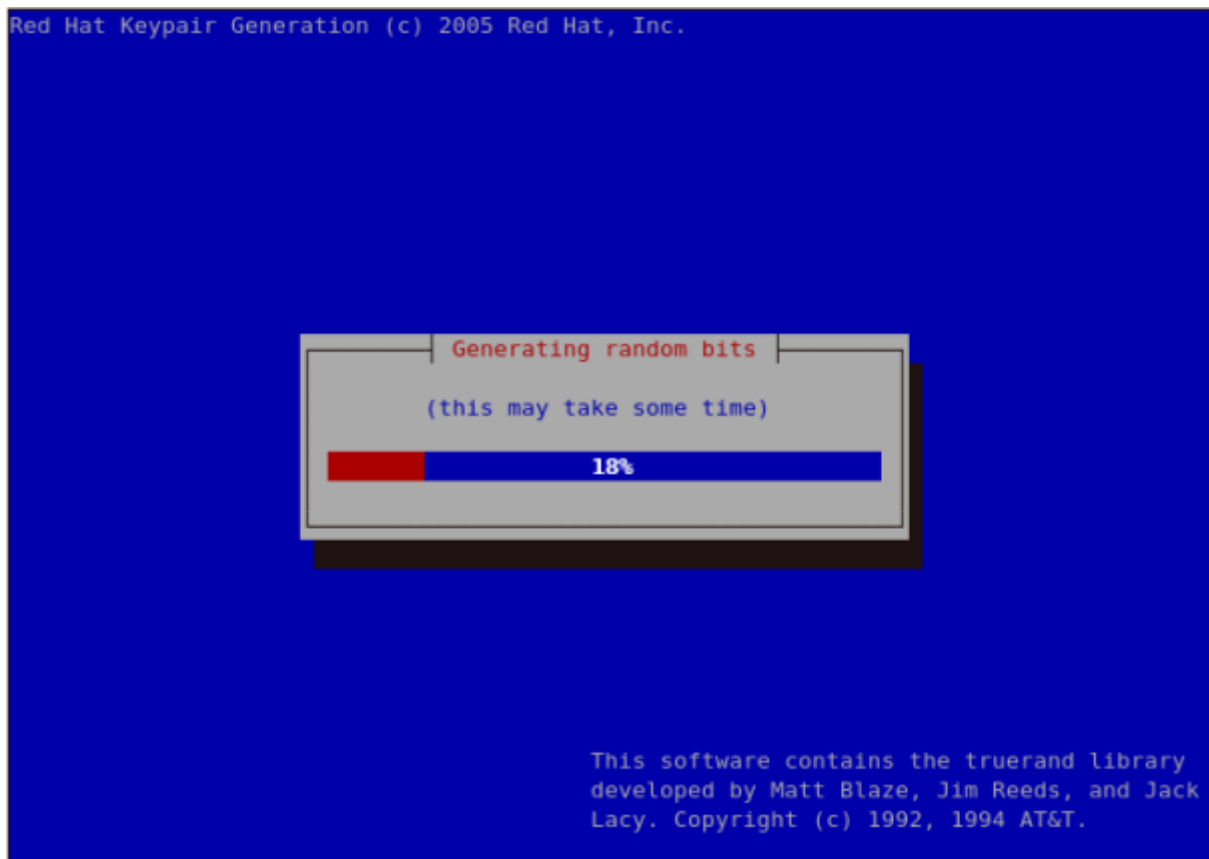 Red Hat Keypair Generation (c) 2005 Red Hat, Inc.
Generating random bits
(this may take some time)
18%
This software contains the truerand library
developed by Matt Blaze, Jim Reeds, and Jack
Lacy. Copyright (c) 1992, 1994 AT&T.